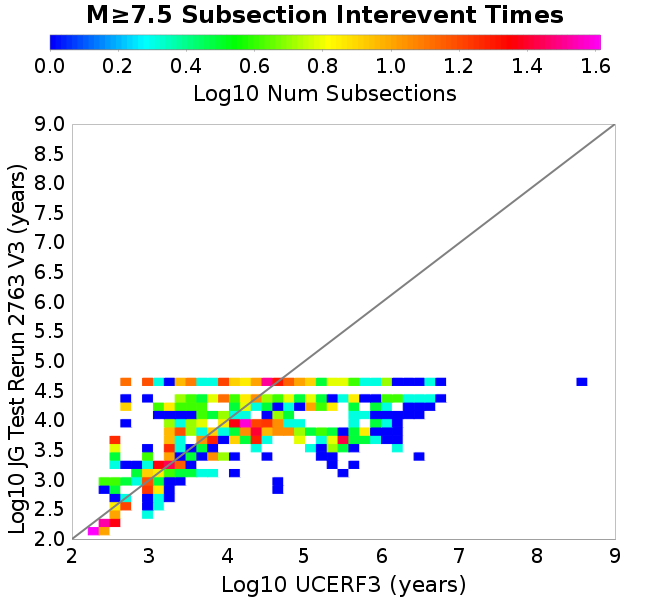 M≥7.5 Subsection Interevent Times
0.0 0.2 0.4 0.6 0.8 1.0 1.2 1.4 1.6
Log10 Num Subsections
Log10 JG Test Rerun 2763 V3 (years)
9.0
8.5
8.0
7.5
7.0
6.5
6.0
5.5
5.0
4.5
4.0
3.5
3.0
2.5
2.0
2 3 4 5 6 7 8 9
Log10 UCERF3 (years)